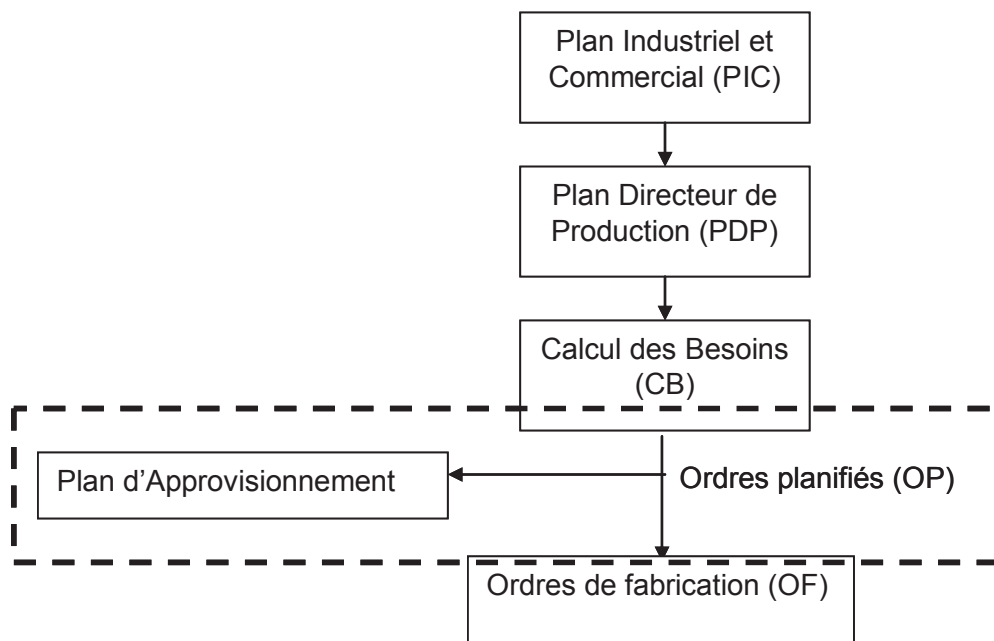 Plan Industriel et
Commercial (PIC)
Plan Directeur de
Production (PDP)
Calcul des Besoins
(CB)
Plan d’Approvisionnement
Ordres planifiés (OP)
Ordres de fabrication (OF)